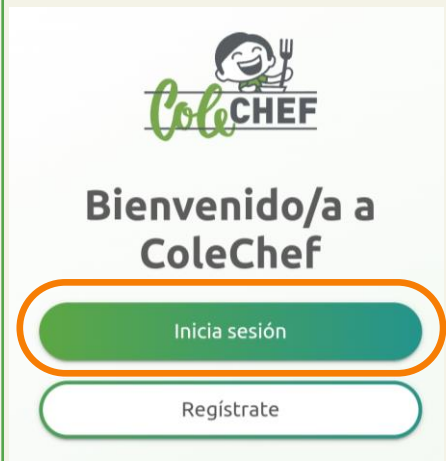 Cole CHEF
Bienvenido/a a
ColeChef
Inicia sesión
Regístrate